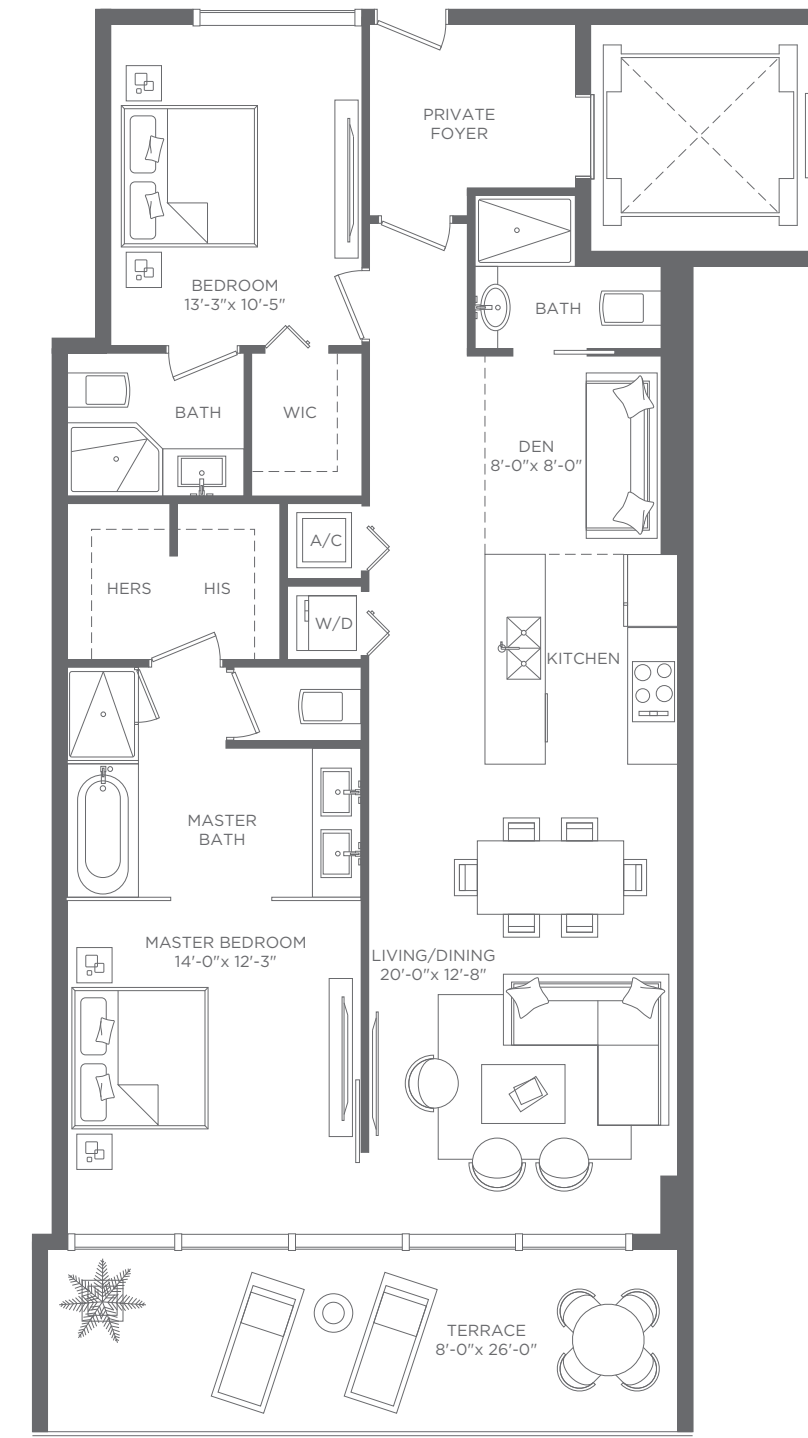 PRIVATE
FOYER
BEDROOM
13'-3"x 10'-5"
BATH
BATH
WIC
DEN
8'-0"x 8'-0"
A/C
HERS
HIS
W/D
KITCHEN
MASTER
BATH
MASTER BEDROOM
14'-0"x 12'-3"
LIVING/DINING
20'-0"x 12'-8"
TERRACE
8'-0"x 26'-0"